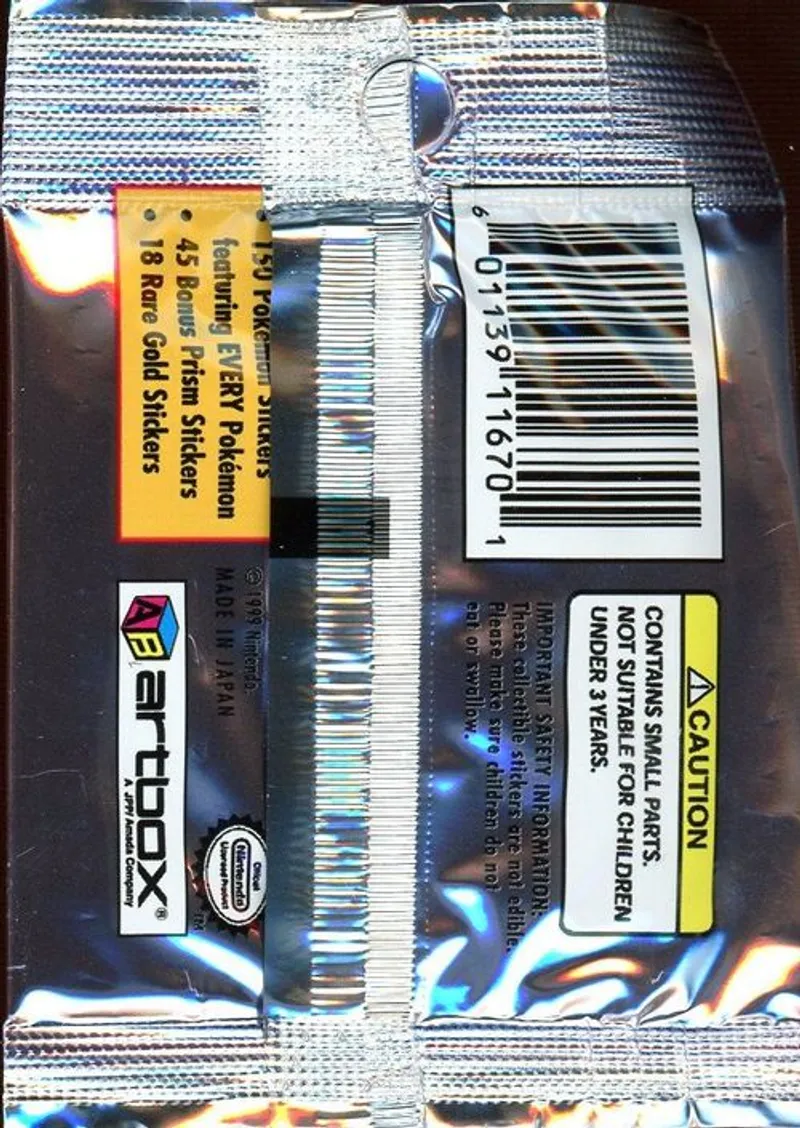 6 01139 11670 1
⚠CAUTION
CONTAINS SMALL PARTS.
NOT SUITABLE FOR CHILDREN
UNDER 3 YEARS.
IMPORTANT SAFETY INFORMATION:
These collectible stickers are not edible.
Please make sure children do not
eat or swallow.
• 150 Pokémon Stickers
featuring EVERY Pokémon
• 45 Bonus Prism Stickers
• 18 Rare Gold Stickers
© 1999 Nintendo.
MADE IN JAPAN
Official
Nintendo
Licensed Product
TM
AB artbox®
A JPP/Amada Company